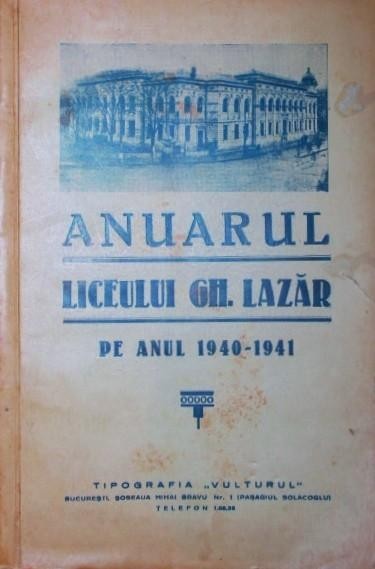 ANUARUL
LICEULUI GH. LAZĂR
PE ANUL 1940-1941
TIPOGRAFIA „VULTURUL"
BUCUREȘTI, ȘOSEAUA MIHAI BRAVU Nr. 1 (PASAGIUL SOLACOGLU)
TELEFON